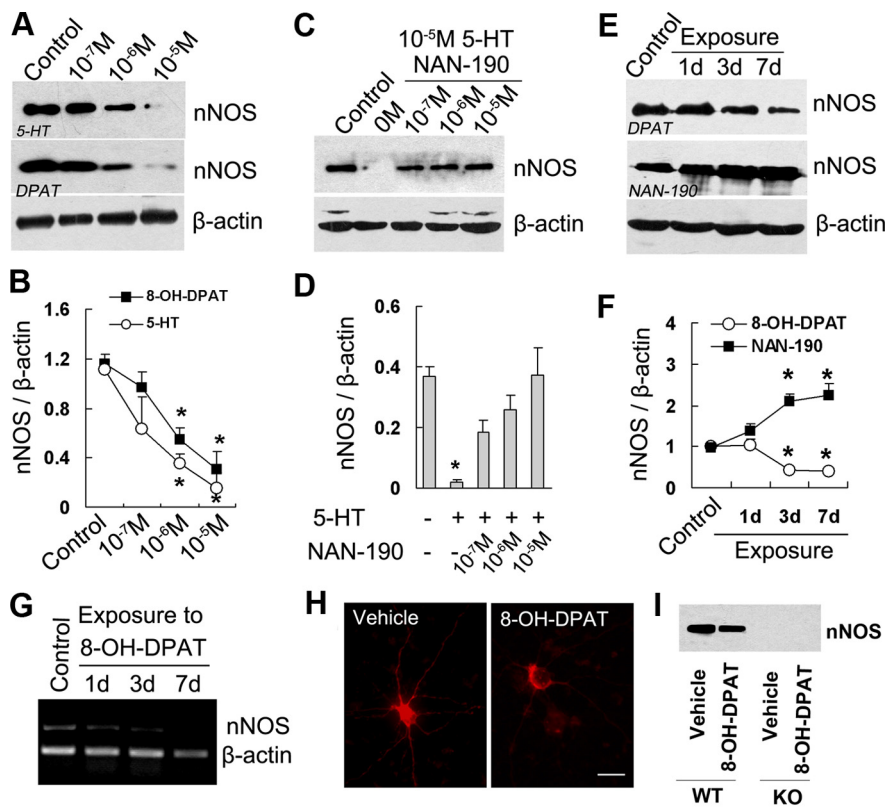 A
Control
10⁻⁷M
10⁻⁶M
10⁻⁵M
5-HT
nNOS
DPAT
nNOS
β-actin
B
8-OH-DPAT
5-HT
nNOS / β-actin
1.6
1.2
0.8
0.4
0
*
*
*
*
Control
10⁻⁷M
10⁻⁶M
10⁻⁵M
C
10⁻⁵M 5-HT
NAN-190
Control
0M
10⁻⁷M
10⁻⁶M
10⁻⁵M
nNOS
β-actin
D
nNOS / β-actin
0.6
0.4
0.2
0
*
5-HT - + + + +
NAN-190 - - 10⁻⁷M 10⁻⁶M 10⁻⁵M
E
Control
Exposure
1d 3d 7d
DPAT
nNOS
NAN-190
nNOS
β-actin
F
8-OH-DPAT
NAN-190
nNOS / β-actin
4
3
2
1
0
* *
* *
Control
1d 3d 7d
Exposure
G
Control
Exposure to
8-OH-DPAT
1d 3d 7d
nNOS
β-actin
H
Vehicle
8-OH-DPAT
I
nNOS
Vehicle
8-OH-DPAT
Vehicle
8-OH-DPAT
WT KO